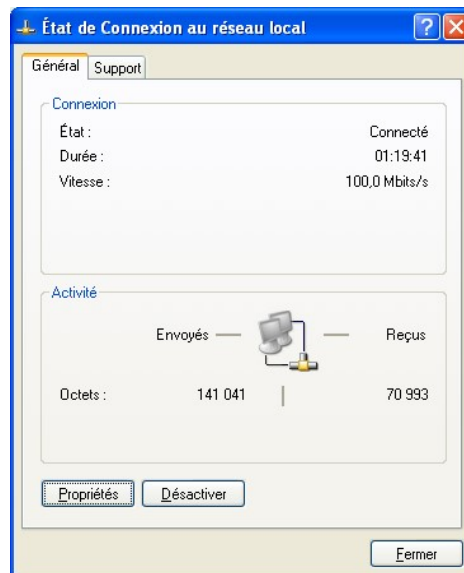 État de Connexion au réseau local
Général Support
Connexion
État : Connecté
Durée : 01:19:41
Vitesse : 100,0 Mbits/s
Activité
Envoyés Reçus
Octets : 141 041 70 993
Propriétés Désactiver
Fermer